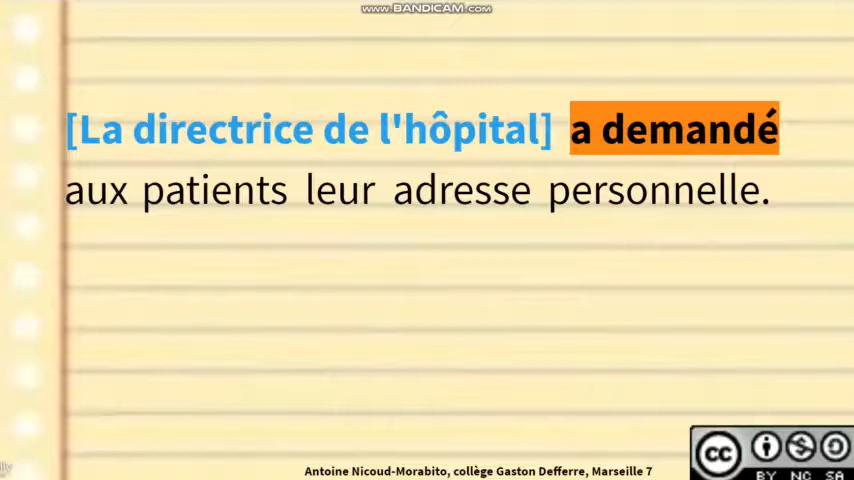 www.BANDICAM.com
[La directrice de l'hôpital] a demandé
aux patients leur adresse personnelle.
Antoine Nicoud-Morabito, collège Gaston Defferre, Marseille 7
cc
BY NC SA